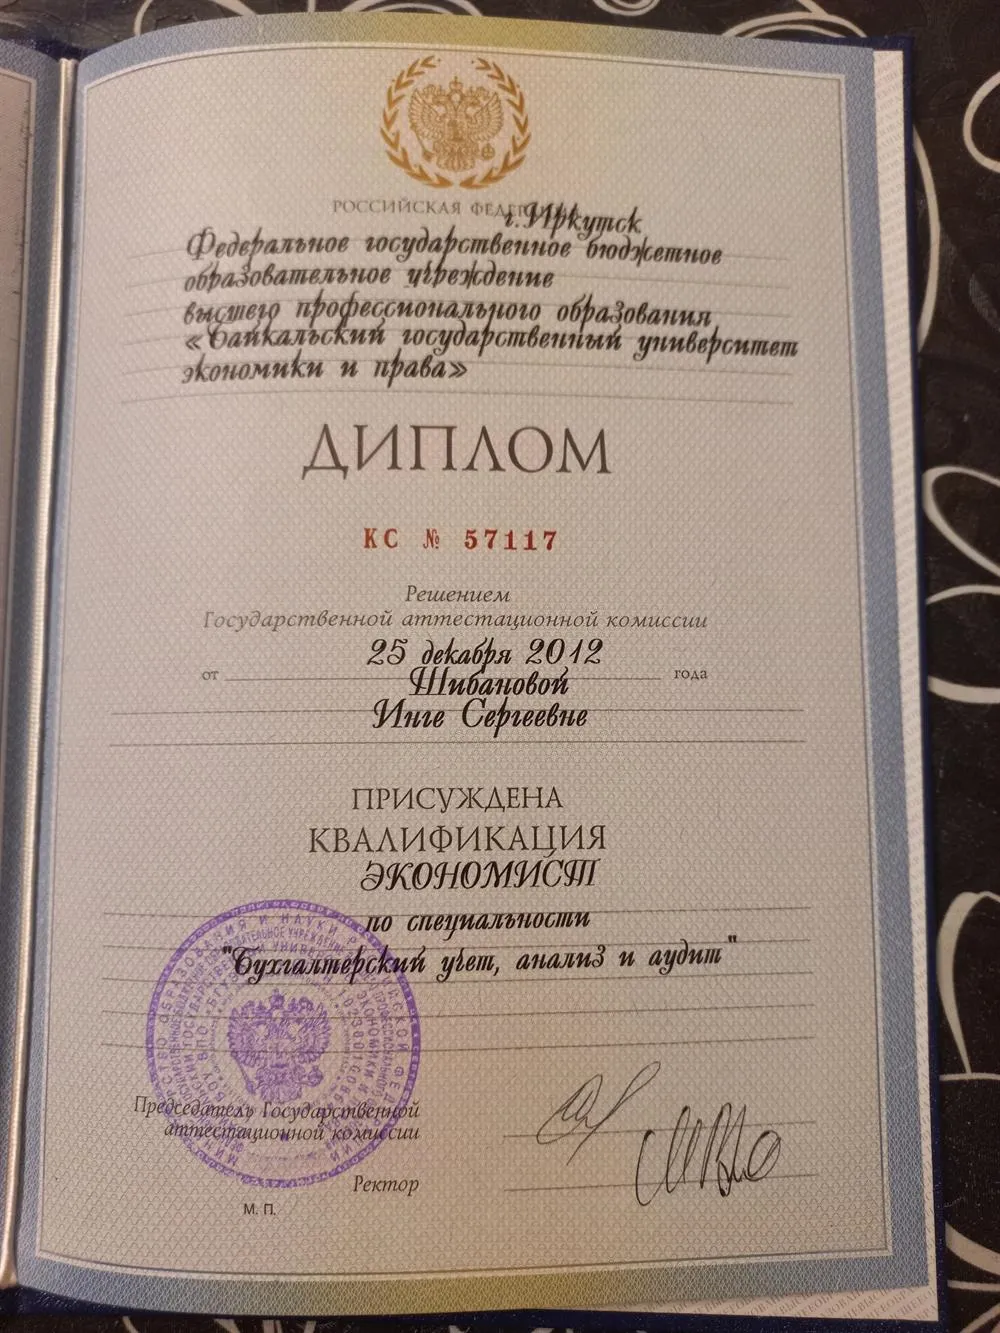 РОССИЙСКАЯ ФЕДЕРАЦИЯ
г.Иркутск
Федеральное государственное бюджетное
образовательное учреждение
высшего профессионального образования
«Байкальский государственный университет
экономики и права»
ДИПЛОМ
КС № 57117
Решением
Государственной аттестационной комиссии
от 25 декабря 2012 года
Шибановой
Инге Сергеевне
ПРИСУЖДЕНА
КВАЛИФИКАЦИЯ
ЭКОНОМИСТ
по специальности
"Бухгалтерский учет, анализ и аудит"
Председатель Государственной
аттестационной комиссии
Ректор
М. П.